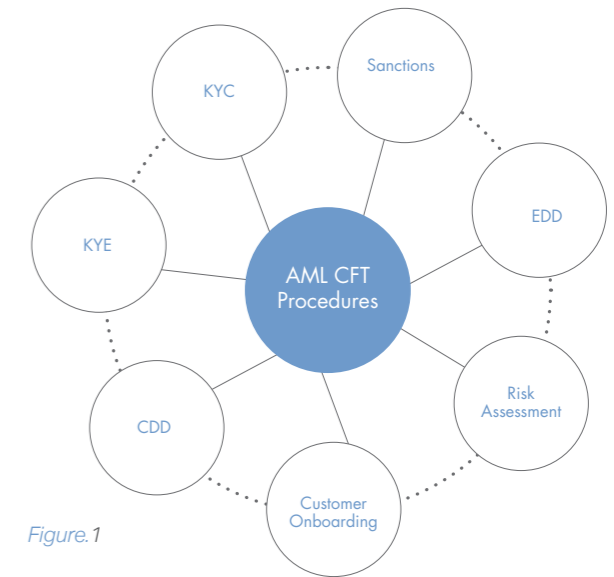 Sanctions
KYC
EDD
KYE
AML CFT
Procedures
Risk
Assessment
CDD
Customer
Onboarding
Figure.1